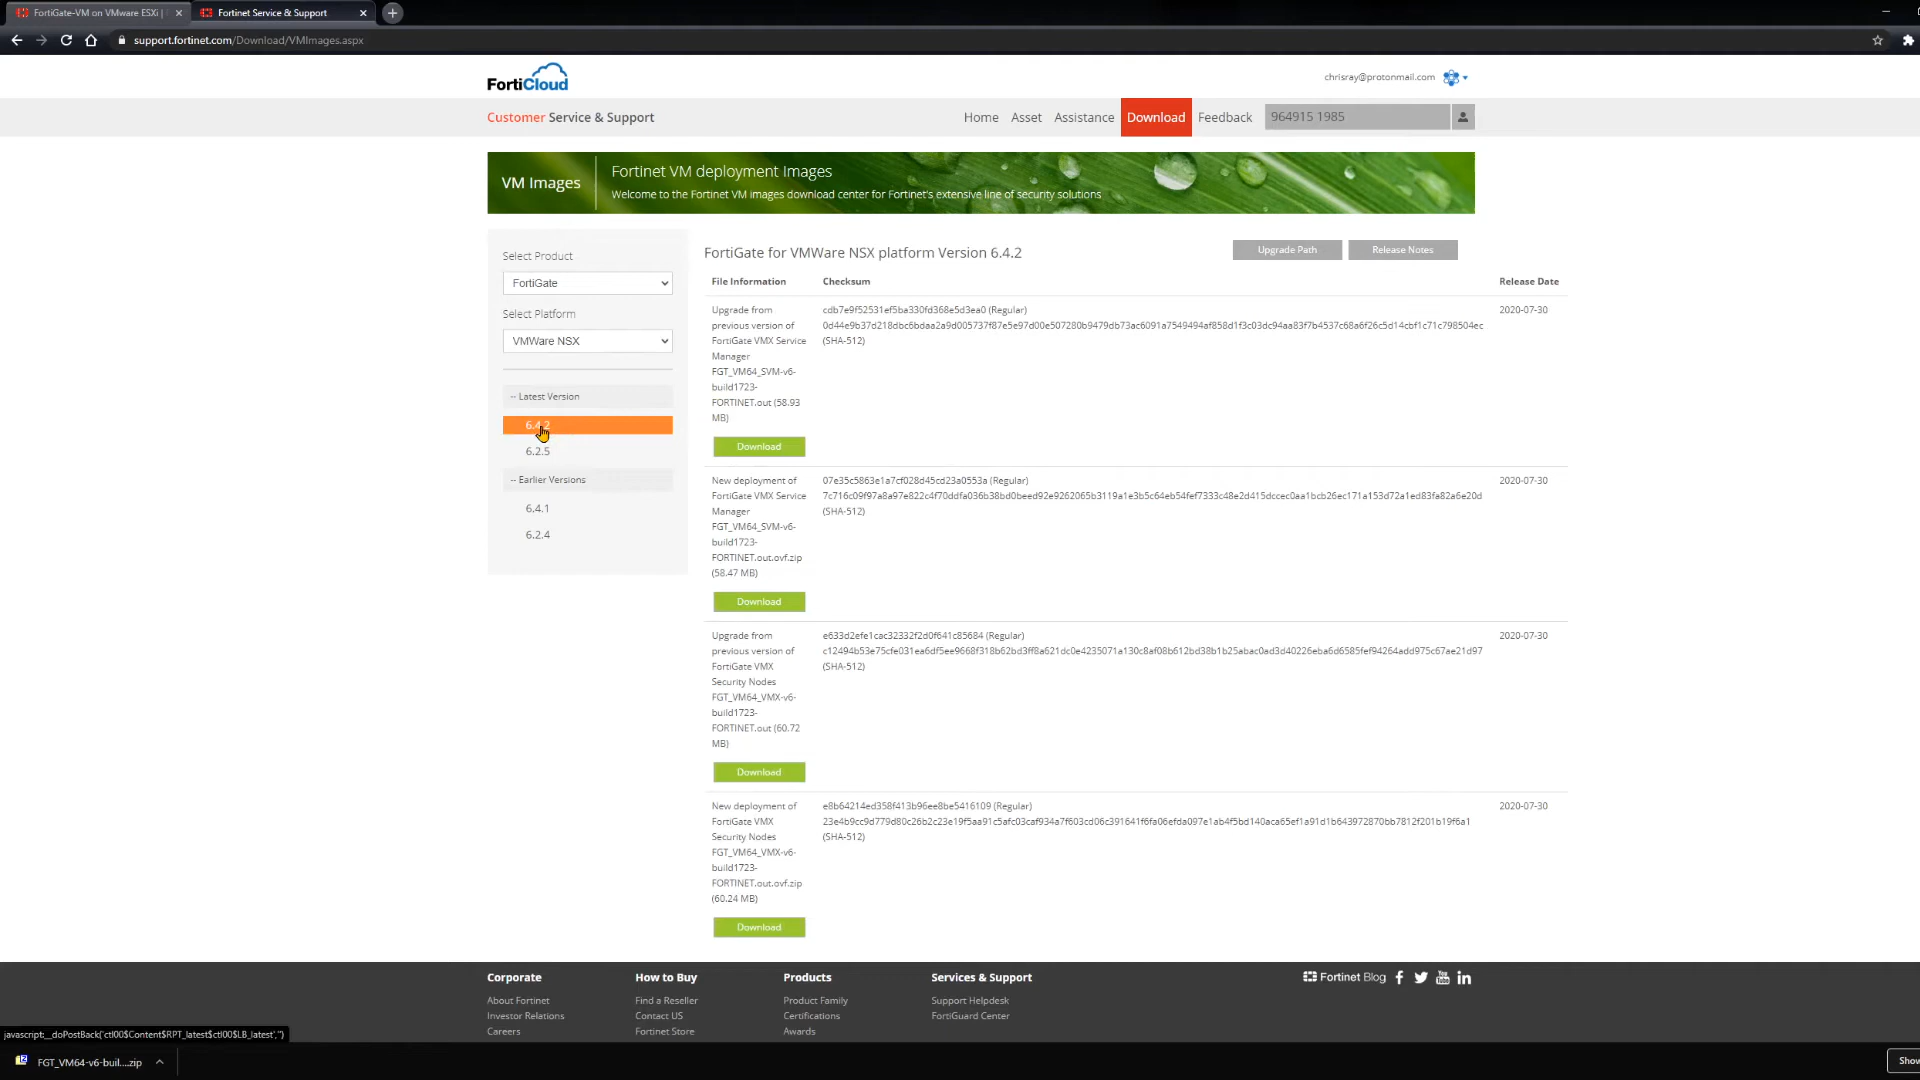 FortiGate-VM on VMware ESXi |
Fortinet Service & Support
support.fortinet.com/Download/VMImages.aspx
FortiCloud
chrisray@protonmail.com
Customer Service & Support
Home
Asset
Assistance
Download
Feedback
964915 1985
VM Images
Fortinet VM deployment Images
Welcome to the Fortinet VM images download center for Fortinet's extensive line of security solutions
Select Product
FortiGate
Select Platform
VMWare NSX
-- Latest Version
6.4.2
6.2.5
-- Earlier Versions
6.4.1
6.2.4
FortiGate for VMWare NSX platform Version 6.4.2
Upgrade Path
Release Notes
File Information
Checksum
Release Date
Upgrade from
previous version of
FortiGate VMX Service
Manager
FGT_VM64_SVM-v6-
build1723-
FORTINET.out (58.93
MB)
cdb7e9f52531ef5ba330fd368e5d3ea0 (Regular)
0d44e9b37d218dbc6bdaa2a9d005737f87e5e97d00e507280b9479db73ac6091a7549494af858d1f3c03dc94aa83f7b4537c68a6f26c5d14cbf1c71c798504ec
(SHA-512)
2020-07-30
Download
New deployment of
FortiGate VMX Service
Manager
FGT_VM64_SVM-v6-
build1723-
FORTINET.out.ovf.zip
(58.47 MB)
07e35c5863e1a7cf028d45cd23a0553a (Regular)
7c716c09f97a8a97e822c4f70ddfa036b38bd0beed92e9262065b3119a1e3b5c64eb54fef7333c48e2d415dccec0aa1bcb26ec171a153d72a1ed83fa82a6e20d
(SHA-512)
2020-07-30
Download
Upgrade from
previous version of
FortiGate VMX
Security Nodes
FGT_VM64_VMX-v6-
build1723-
FORTINET.out (60.72
MB)
e633d2efe1cac32332f2d0f641c85684 (Regular)
c12494b53e75cfe031ea6df5ee9668f318b62bd3ff8a621dc0e4235071a130c8af08b612bd38b1b25abac0ad3d40226eba6d6585fef94264add975c67ae21d97
(SHA-512)
2020-07-30
Download
New deployment of
FortiGate VMX
Security Nodes
FGT_VM64_VMX-v6-
build1723-
FORTINET.out.ovf.zip
(60.24 MB)
e8b64214ed358f413b96ee8be5416109 (Regular)
23e4b9cc9d779d80c26b2c23e19f5aa91c5afc03caf934a7f603cd06c391641f6fa06efda097e1ab4f5bd140aca65ef1a91d1b643972870bb7812f201b19f6a1
(SHA-512)
2020-07-30
Download
Corporate
About Fortinet
Investor Relations
Careers
How to Buy
Find a Reseller
Contact US
Fortinet Store
Products
Product Family
Certifications
Awards
Services & Support
Support Helpdesk
FortiGuard Center
Fortinet Blog
javascript:__doPostBack('ctl00$Content$RPT_latest$ctl00$LB_latest','')
FGT_VM64-v6-buil....zip
Show